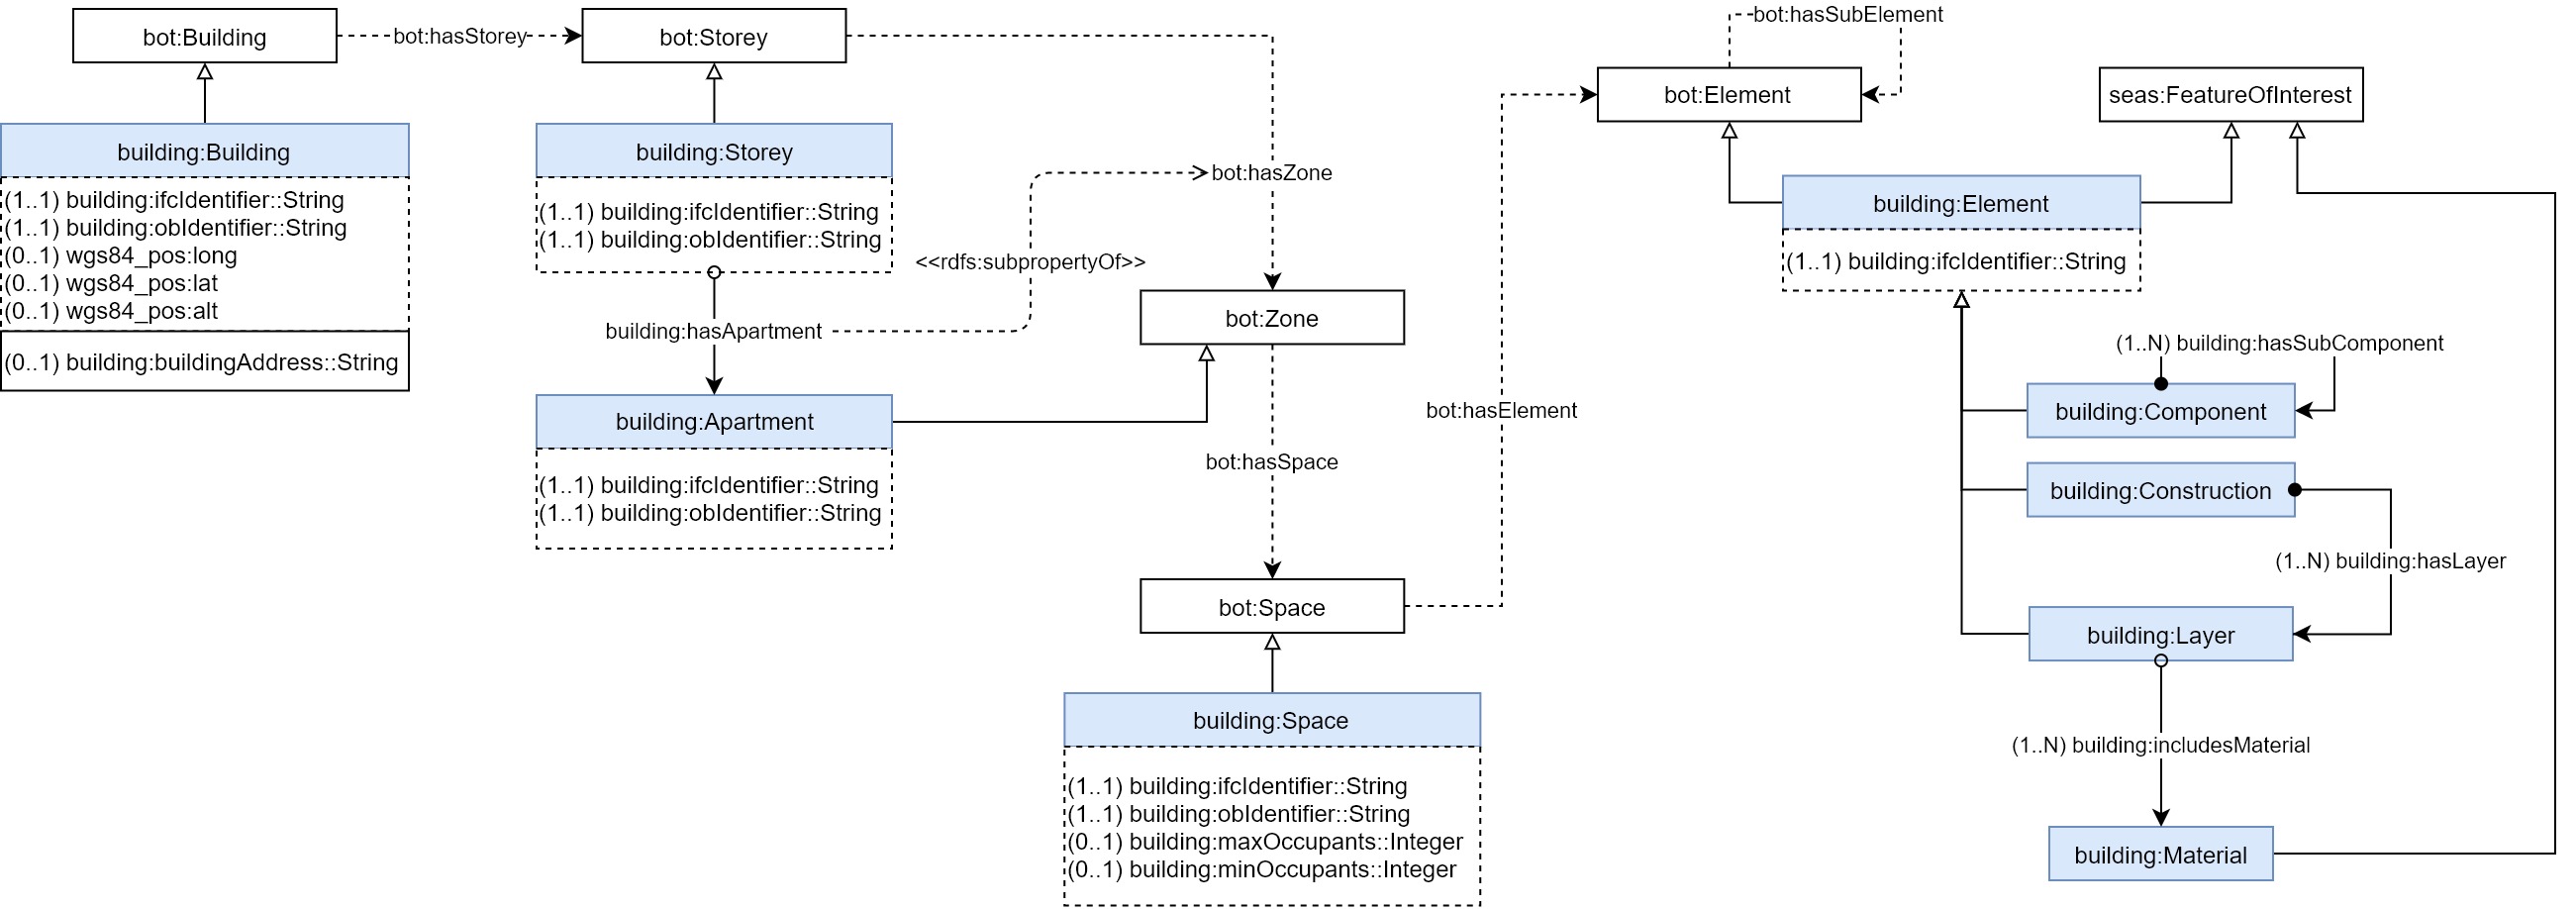 bot:Building
bot:hasStorey
bot:Storey
building:Building
(1..1) building:ifcIdentifier::String
(1..1) building:obIdentifier::String
(0..1) wgs84_pos:long
(0..1) wgs84_pos:lat
(0..1) wgs84_pos:alt
(0..1) building:buildingAddress::String
building:Storey
(1..1) building:ifcIdentifier::String
(1..1) building:obIdentifier::String
building:hasApartment
<<rdfs:subpropertyOf>>
bot:hasZone
building:Apartment
(1..1) building:ifcIdentifier::String
(1..1) building:obIdentifier::String
bot:Zone
bot:hasSpace
bot:Space
building:Space
(1..1) building:ifcIdentifier::String
(1..1) building:obIdentifier::String
(0..1) building:maxOccupants::Integer
(0..1) building:minOccupants::Integer
bot:hasElement
bot:hasSubElement
bot:Element
seas:FeatureOfInterest
building:Element
(1..1) building:ifcIdentifier::String
(1..N) building:hasSubComponent
building:Component
building:Construction
(1..N) building:hasLayer
building:Layer
(1..N) building:includesMaterial
building:Material